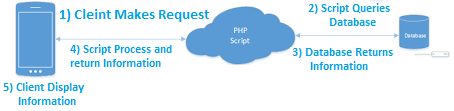 1) Cleint Makes Request
PHP
Script
2) Script Queries
Database
Database
4) Script Process and
return Information
3) Database Returns
Information
5) Client Display
Information